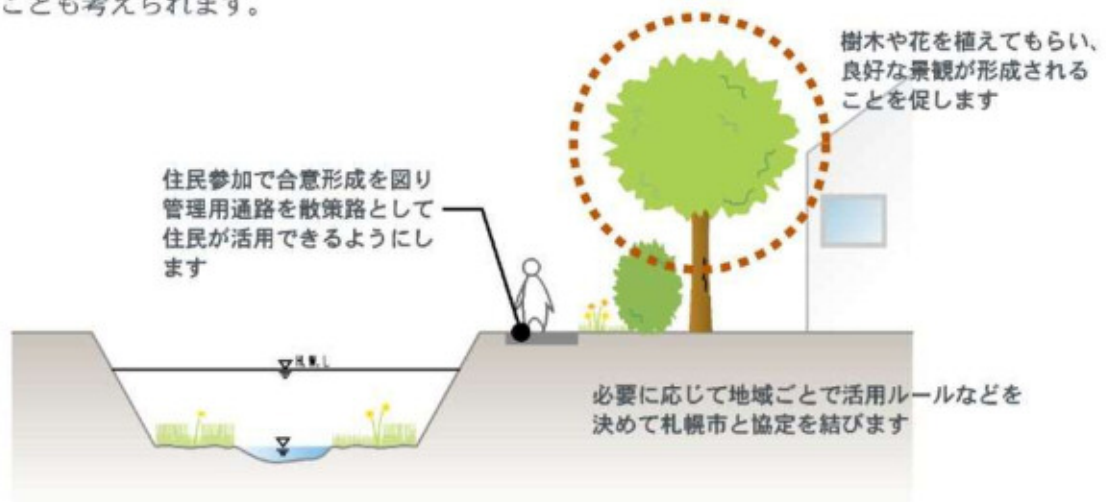 ことも考えられます。
樹木や花を植えてもらい、
良好な景観が形成される
ことを促します
住民参加で合意形成を図り
管理用通路を散策路として
住民が活用できるようにし
ます
H.W.L
必要に応じて地域ごとで活用ルールなどを
決めて札幌市と協定を結びます